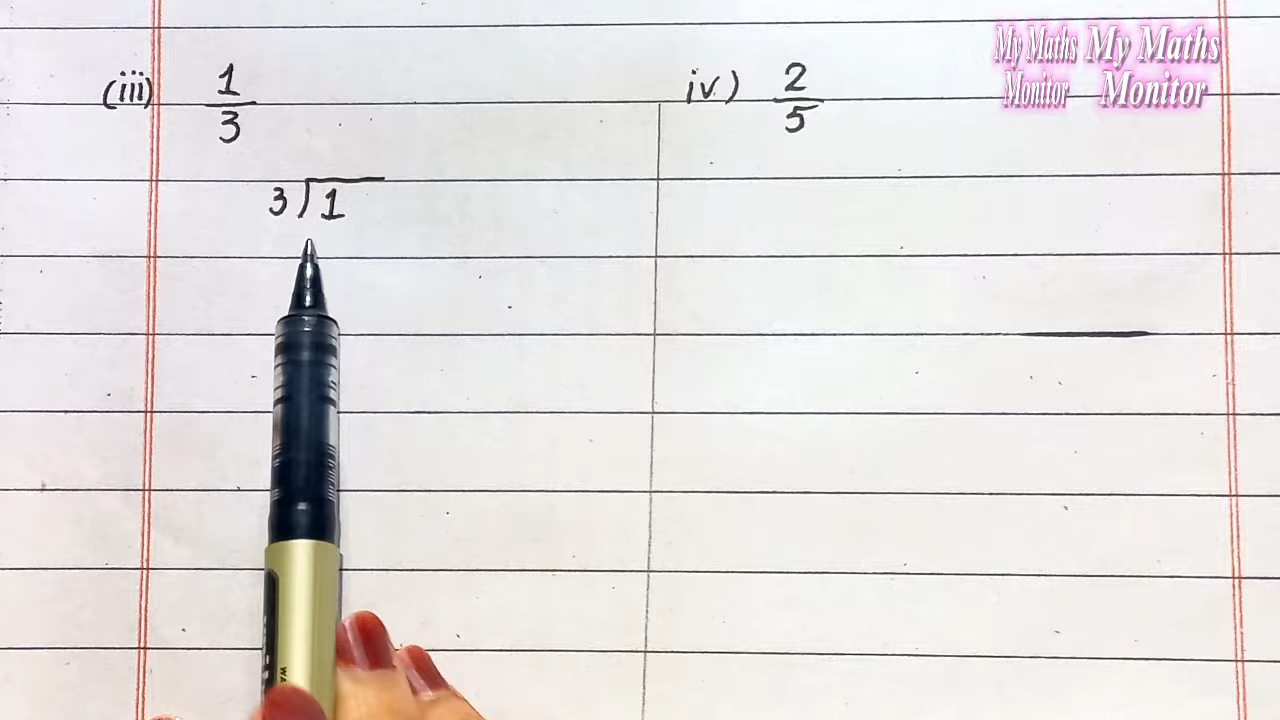 (iii) 1/3
3 ) 1
iv) 2/5
My Maths Monitor
My Maths Monitor